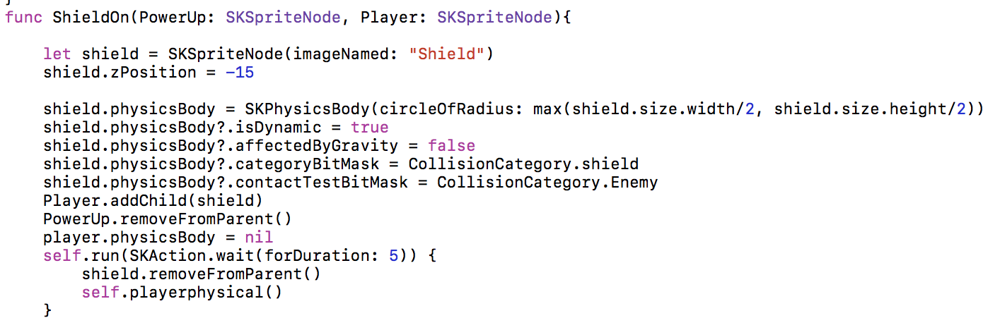 }
func ShieldOn(PowerUp: SKSpriteNode, Player: SKSpriteNode){
let shield = SKSpriteNode(imageNamed: "Shield")
shield.zPosition = -15
shield.physicsBody = SKPhysicsBody(circleOfRadius: max(shield.size.width/2, shield.size.height/2))
shield.physicsBody?.isDynamic = true
shield.physicsBody?.affectedByGravity = false
shield.physicsBody?.categoryBitMask = CollisionCategory.shield
shield.physicsBody?.contactTestBitMask = CollisionCategory.Enemy
Player.addChild(shield)
PowerUp.removeFromParent()
player.physicsBody = nil
self.run(SKAction.wait(forDuration: 5)) {
shield.removeFromParent()
self.playerphysical()
}